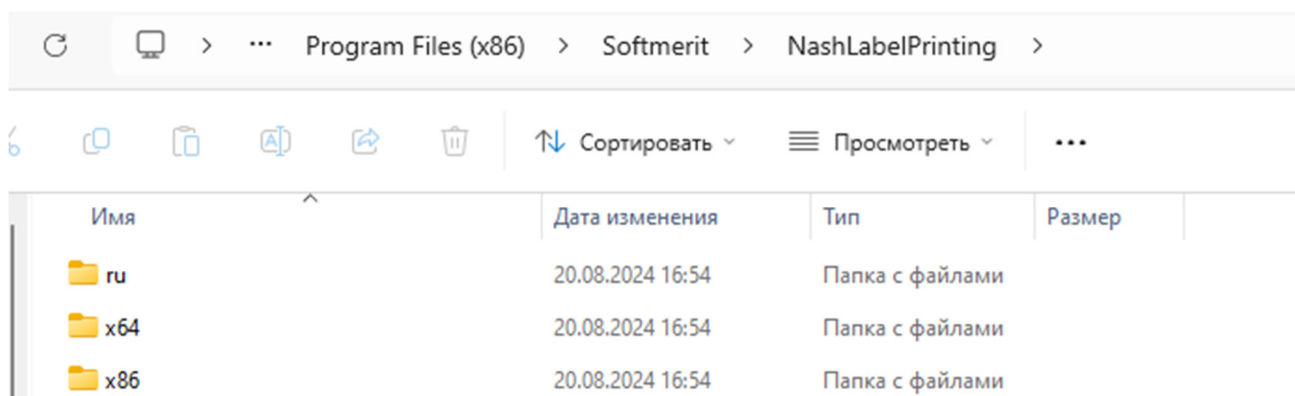 Program Files (x86) > Softmerit > NashLabelPrinting >
Сортировать Просмотреть
Имя Дата изменения Тип Размер
ru 20.08.2024 16:54 Папка с файлами
x64 20.08.2024 16:54 Папка с файлами
x86 20.08.2024 16:54 Папка с файлами